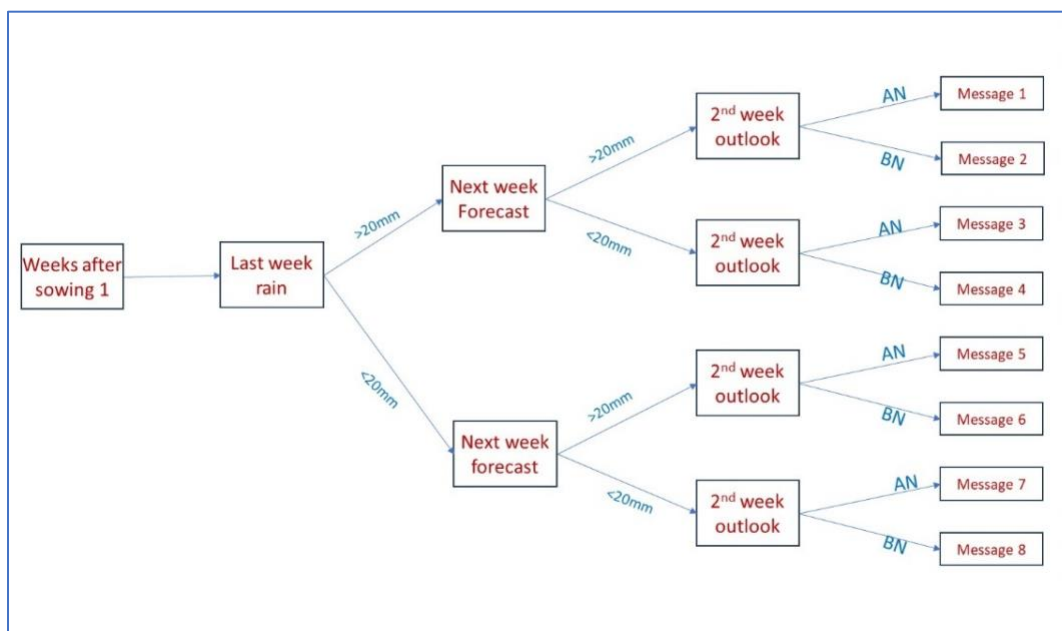 Weeks after
sowing 1
Last week
rain
>20mm
<20mm
Next week
Forecast
>20mm
<20mm
2nd week
outlook
AN
BN
Message 1
Message 2
2nd week
outlook
AN
BN
Message 3
Message 4
Next week
forecast
>20mm
<20mm
2nd week
outlook
AN
BN
Message 5
Message 6
2nd week
outlook
AN
BN
Message 7
Message 8